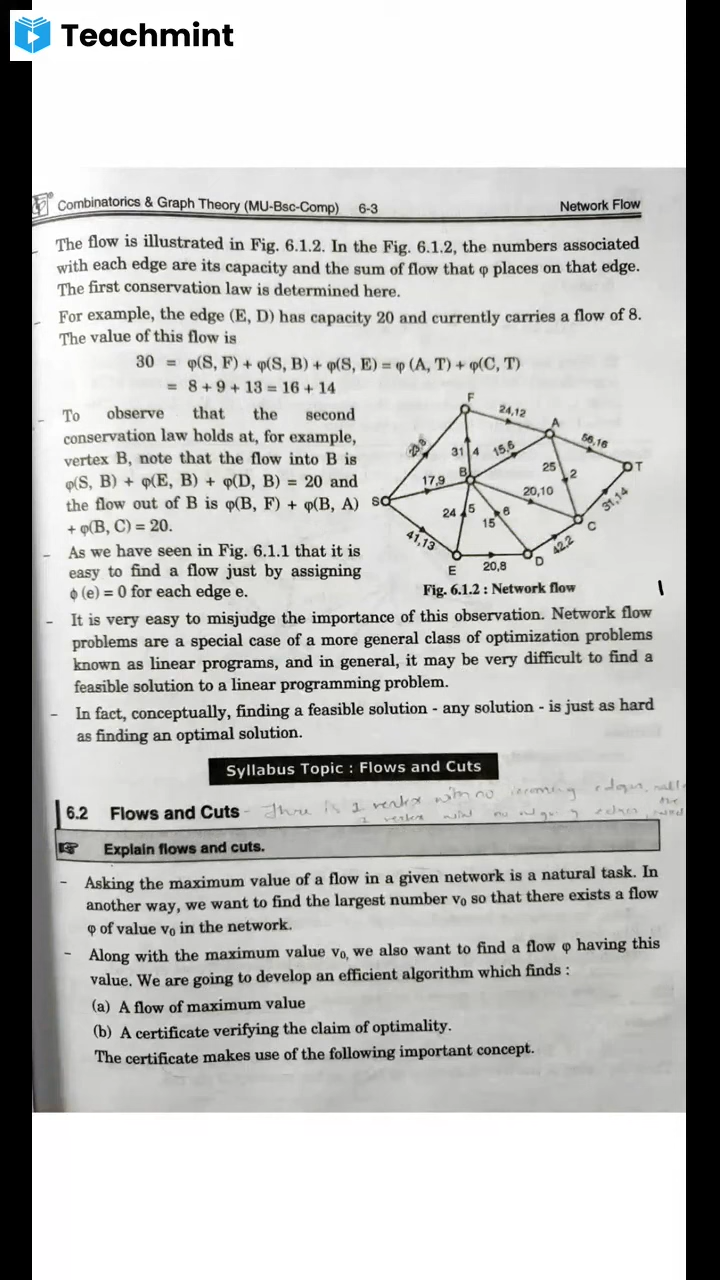 Teachmint
Combinatorics & Graph Theory (MU-Bsc-Comp) 6-3 Network Flow
- The flow is illustrated in Fig. 6.1.2. In the Fig. 6.1.2, the numbers associated
with each edge are its capacity and the sum of flow that φ places on that edge.
The first conservation law is determined here.
- For example, the edge (E, D) has capacity 20 and currently carries a flow of 8.
The value of this flow is
30 = φ(S, F) + φ(S, B) + φ(S, E) = φ (A, T) + φ(C, T)
= 8 + 9 + 13 = 16 + 14
- To observe that the second
conservation law holds at, for example,
vertex B, note that the flow into B is
φ(S, B) + φ(E, B) + φ(D, B) = 20 and
the flow out of B is φ(B, F) + φ(B, A)
+ φ(B, C) = 20.
- As we have seen in Fig. 6.1.1 that it is
easy to find a flow just by assigning
ϕ (e) = 0 for each edge e.
F
24,12
A
56,16
31 4
15,6
B
25 2
T
17,9
20,10
S
24 5
15 6
31,14
C
41,13
42,2
E
20,8
D
Fig. 6.1.2 : Network flow
- It is very easy to misjudge the importance of this observation. Network flow
problems are a special case of a more general class of optimization problems
known as linear programs, and in general, it may be very difficult to find a
feasible solution to a linear programming problem.
- In fact, conceptually, finding a feasible solution - any solution - is just as hard
as finding an optimal solution.
Syllabus Topic : Flows and Cuts
6.2 Flows and Cuts - There is 1 vertex with no incoming edges
1 vertex
Explain flows and cuts.
- Asking the maximum value of a flow in a given network is a natural task. In
another way, we want to find the largest number v₀ so that there exists a flow
φ of value v₀ in the network.
- Along with the maximum value v₀, we also want to find a flow φ having this
value. We are going to develop an efficient algorithm which finds :
(a) A flow of maximum value
(b) A certificate verifying the claim of optimality.
The certificate makes use of the following important concept.